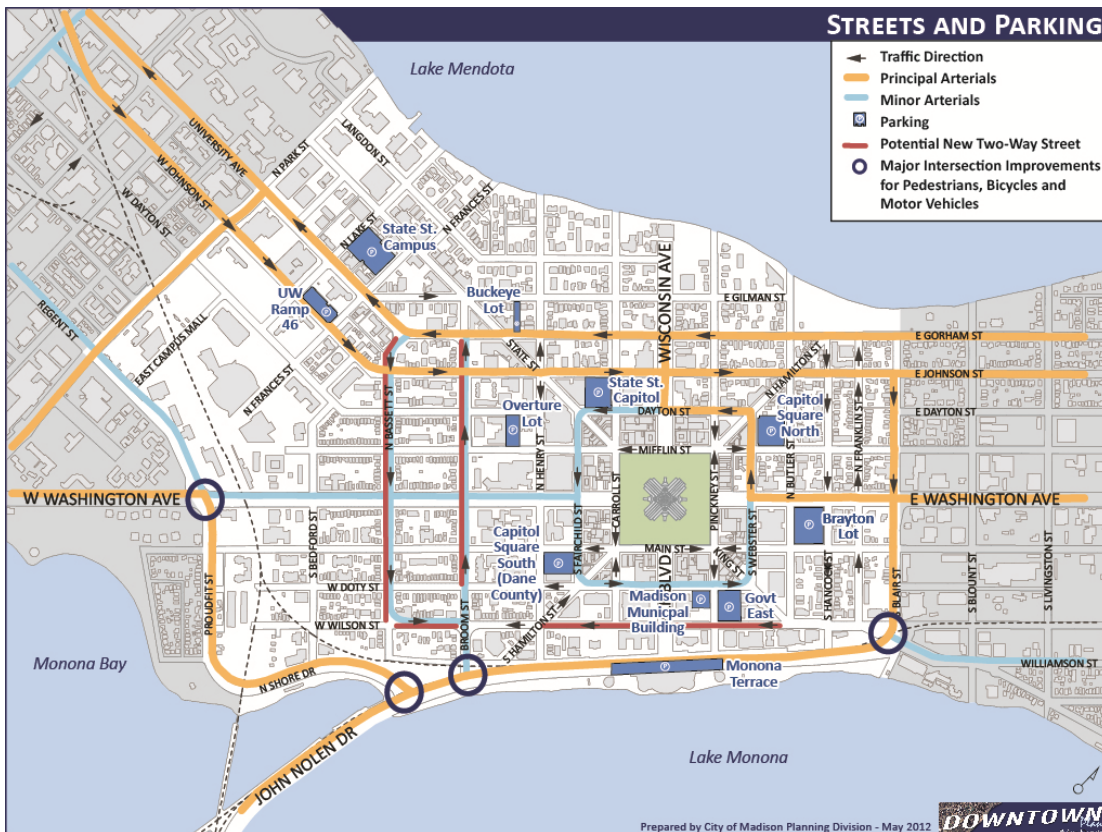 STREETS AND PARKING
Traffic Direction
Principal Arterials
Minor Arterials
Parking
Potential New Two-Way Street
Major Intersection Improvements
for Pedestrians, Bicycles and
Motor Vehicles
Lake Mendota
UNIVERSITY AVE
W JOHNSON ST
W DAYTON ST
N PARK ST
LANGDON ST
N LAKE ST
N FRANCES ST
State St.
Campus
UW
Ramp
46
Buckeye
Lot
STATE ST
WISCONSIN AVE
E GILMAN ST
E GORHAM ST
E JOHNSON ST
N HAMILTON ST
REGENT ST
EAST CAMPUS MALL
N FRANCES ST
N BASSETT ST
Overture
Lot
N HENRY ST
State St.
Capitol
DAYTON ST
Capitol
Square
North
N BUTLER ST
N FRANKLIN ST
E DAYTON ST
MIFFLIN ST
W WASHINGTON AVE
E WASHINGTON AVE
CARROLL ST
PINCKNEY ST
S BEDFORD ST
S FAIRCHILD ST
S WEBSTER ST
Brayton
Lot
Capitol
Square
South
(Dane
County)
MAIN ST
KING ST
BLVD
PROUDFIT ST
W DOTY ST
W WILSON ST
BROOM ST
S HAMILTON ST
Madison
Municpal
Building
Govt
East
S HANCOCK ST
S BLAIR ST
S BLOUNT ST
S LIVINGSTON ST
Monona Bay
N SHORE DR
Monona
Terrace
WILLIAMSON ST
JOHN NOLEN DR
Lake Monona
Prepared by City of Madison Planning Division - May 2012
DOWNTOWN
Plan